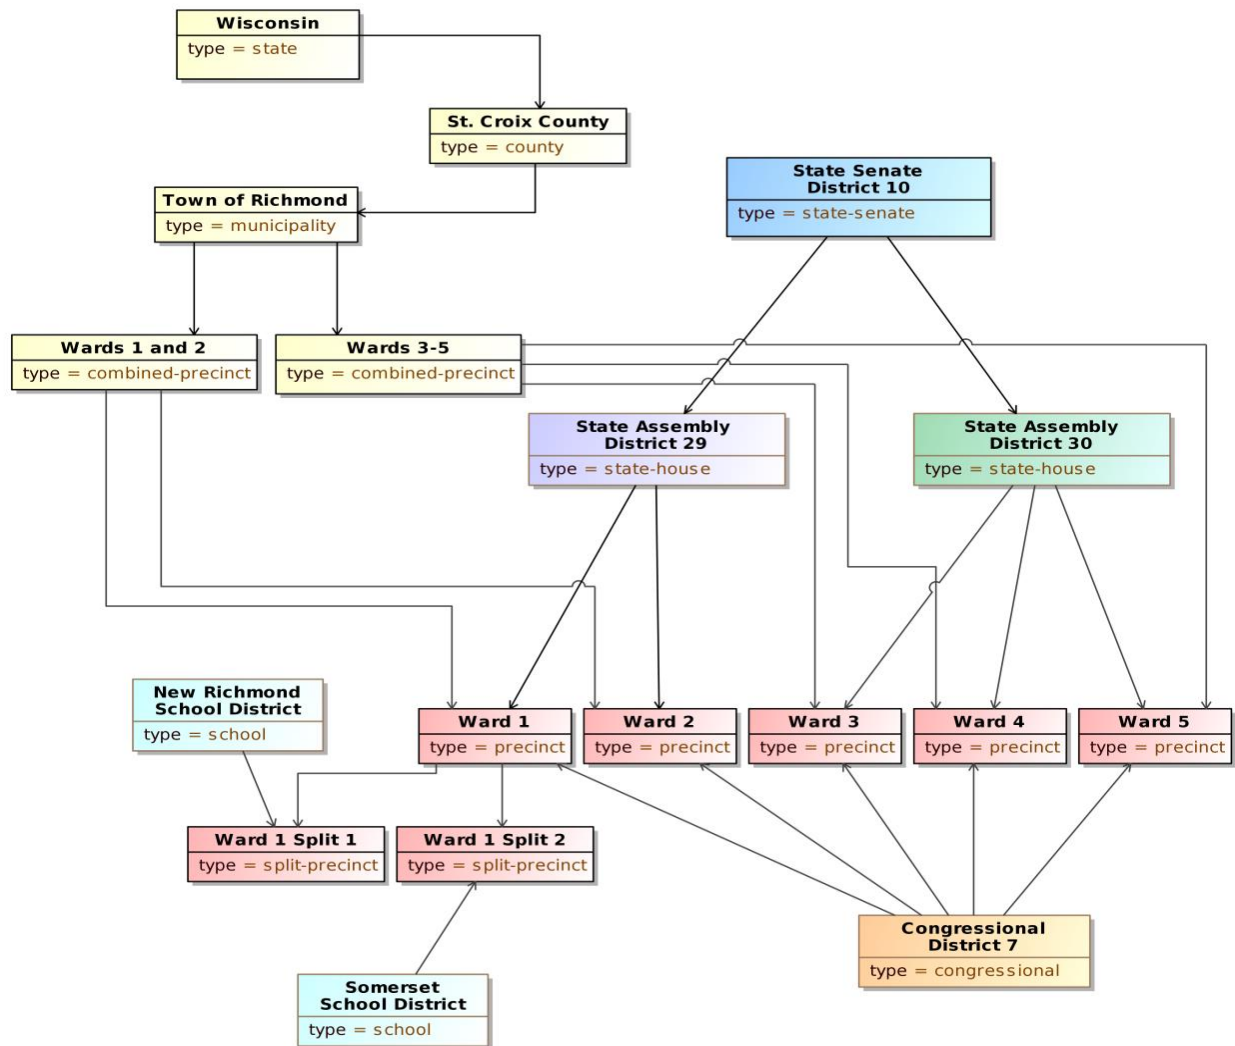 Wisconsin
type = state
St. Croix County
type = county
State Senate
District 10
type = state-senate
Town of Richmond
type = municipality
Wards 1 and 2
type = combined-precinct
Wards 3-5
type = combined-precinct
State Assembly
District 29
type = state-house
State Assembly
District 30
type = state-house
New Richmond
School District
type = school
Ward 1
type = precinct
Ward 2
type = precinct
Ward 3
type = precinct
Ward 4
type = precinct
Ward 5
type = precinct
Ward 1 Split 1
type = split-precinct
Ward 1 Split 2
type = split-precinct
Congressional
District 7
type = congressional
Somerset
School District
type = school